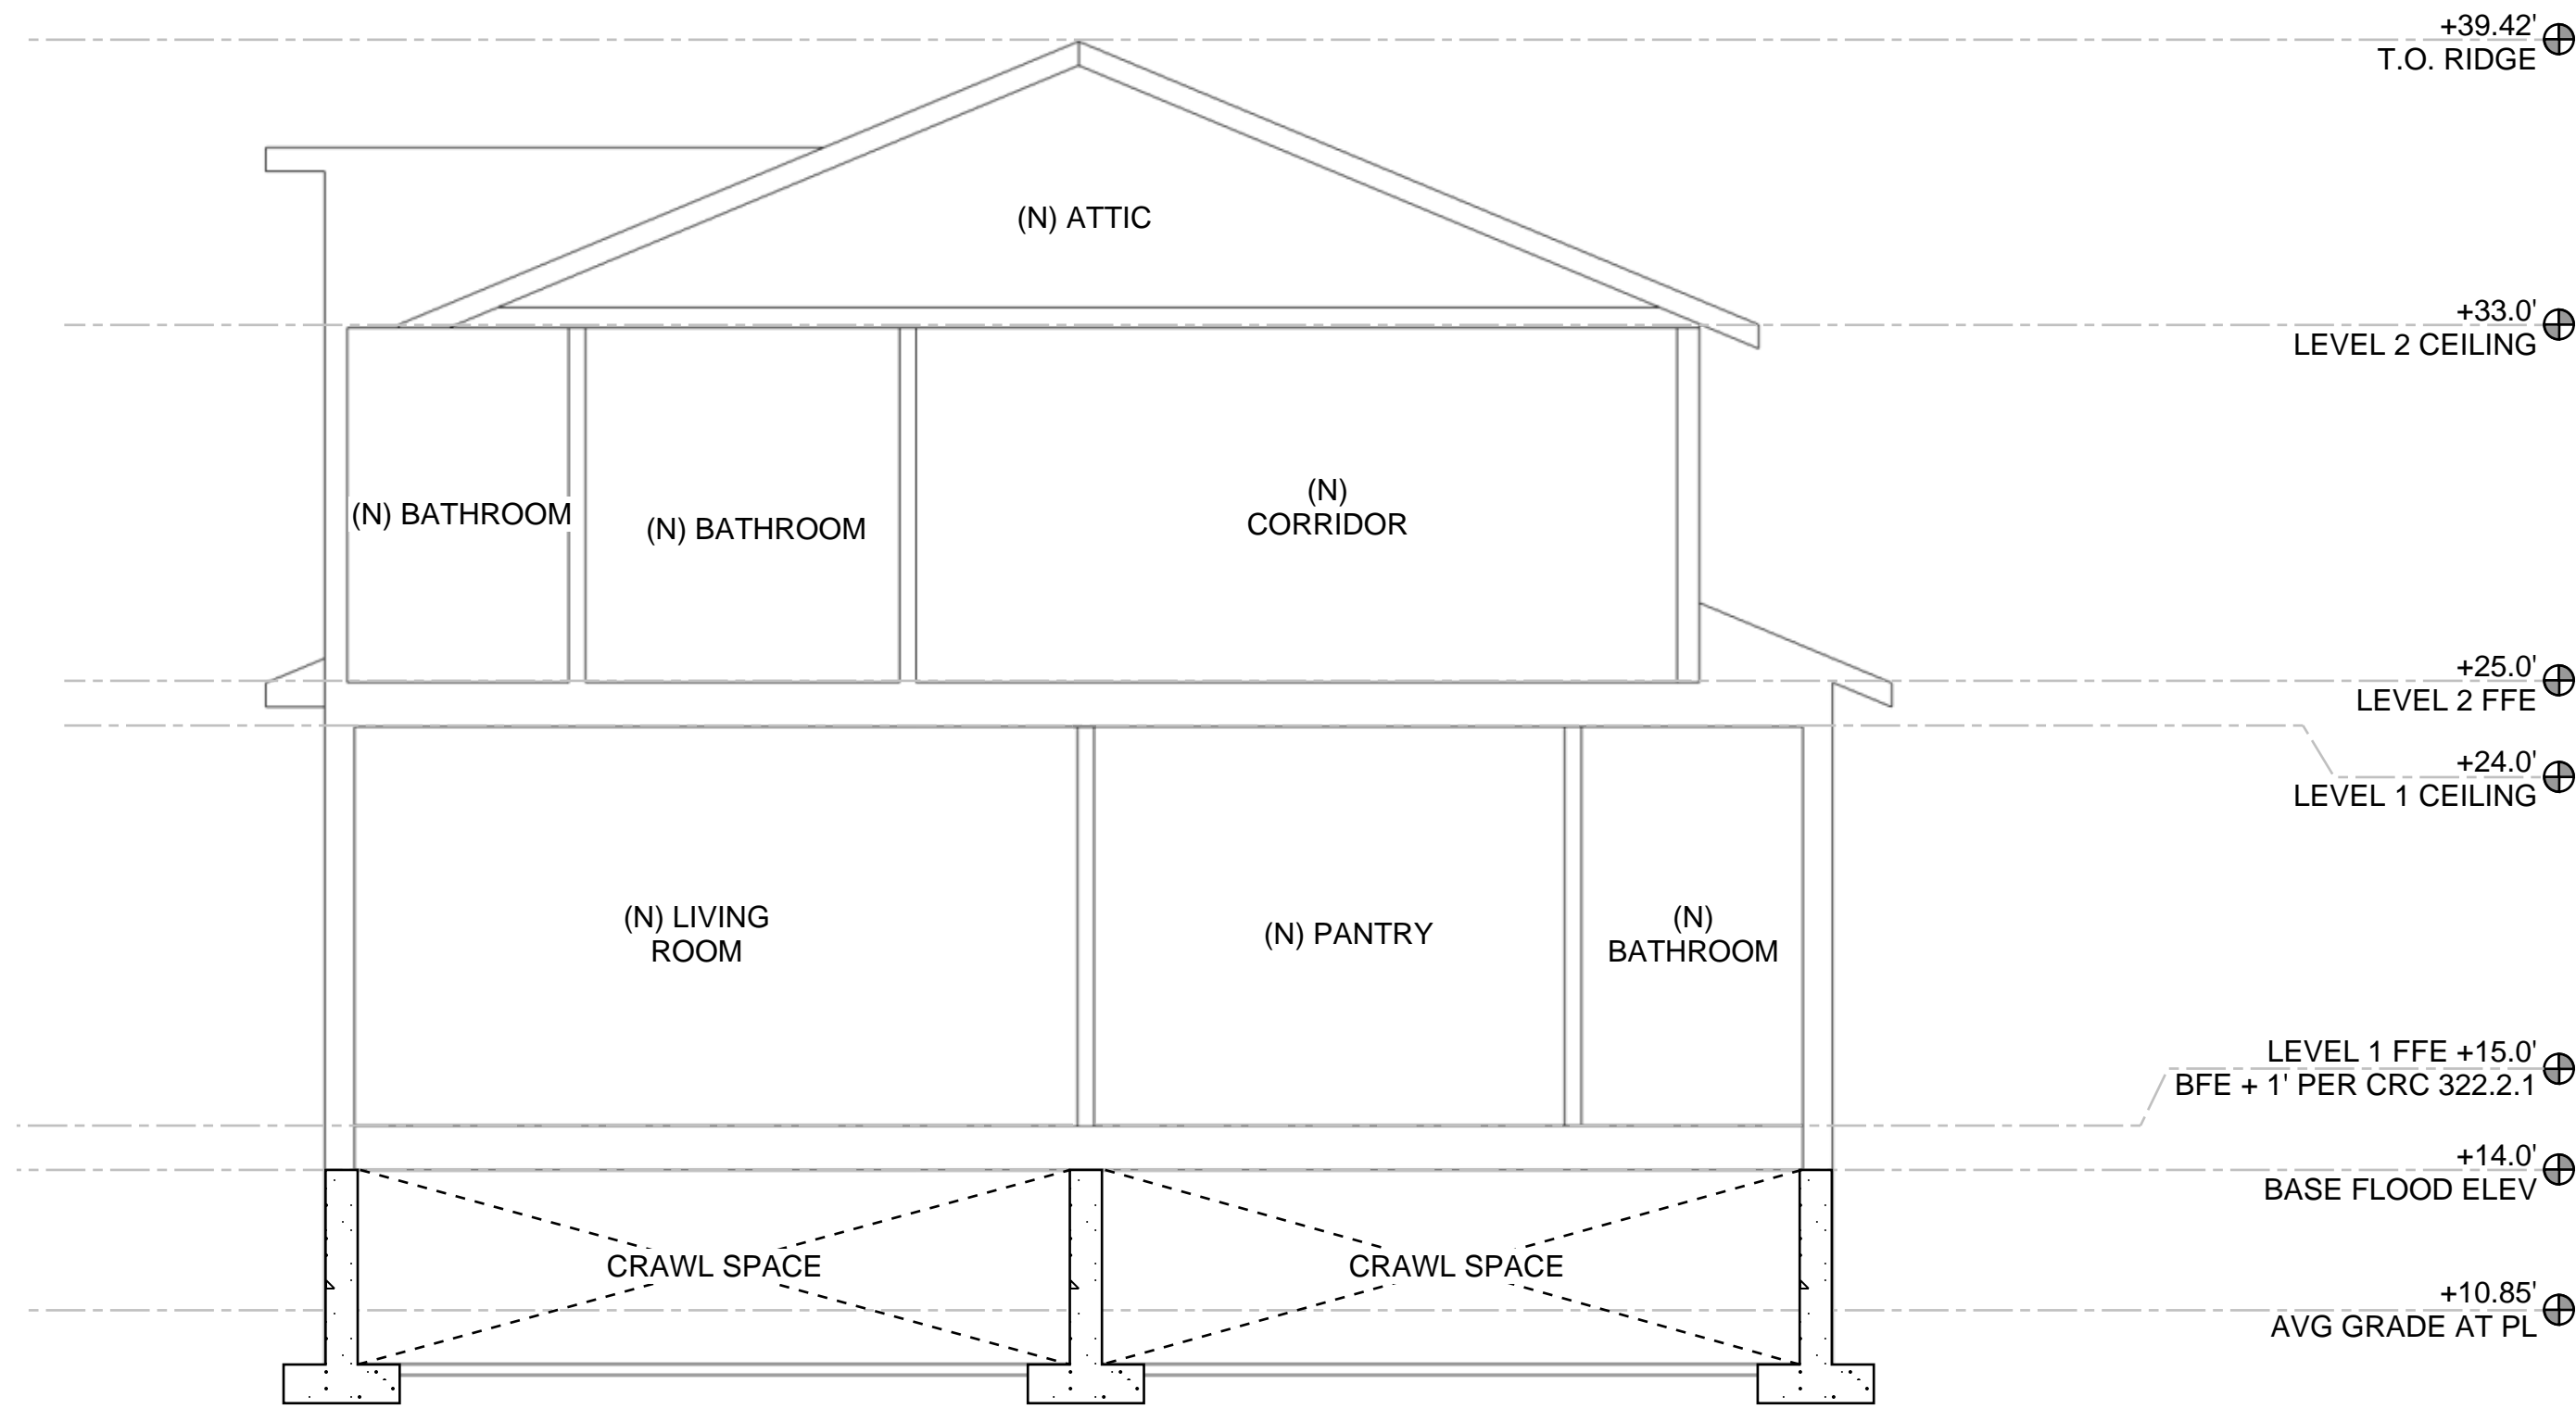 +39.42'
T.O. RIDGE
(N) ATTIC
+33.0'
LEVEL 2 CEILING
(N) BATHROOM
(N) BATHROOM
(N)
CORRIDOR
+25.0'
LEVEL 2 FFE
+24.0'
LEVEL 1 CEILING
(N) LIVING
ROOM
(N) PANTRY
(N)
BATHROOM
LEVEL 1 FFE +15.0'
BFE + 1' PER CRC 322.2.1
+14.0'
BASE FLOOD ELEV
CRAWL SPACE
CRAWL SPACE
+10.85'
AVG GRADE AT PL